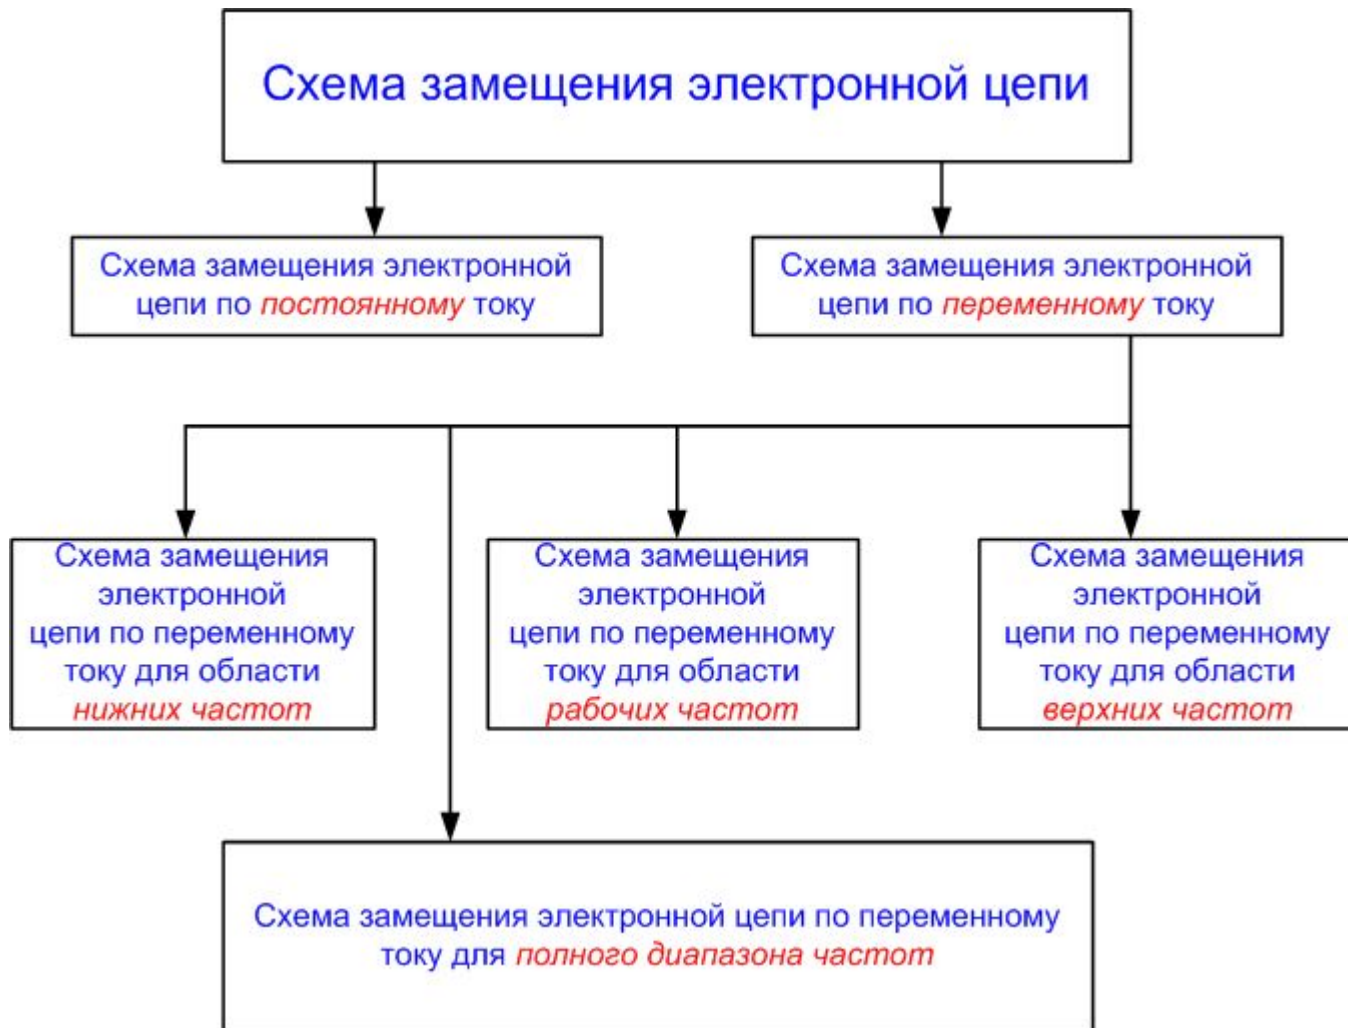 Схема замещения электронной цепи
Схема замещения электронной
цепи по постоянному току
Схема замещения электронной
цепи по переменному току
Схема замещения
электронной
цепи по переменному
току для области
нижних частот
Схема замещения
электронной
цепи по переменному
току для области
рабочих частот
Схема замещения
электронной
цепи по переменному
току для области
верхних частот
Схема замещения электронной цепи по переменному
току для полного диапазона частот